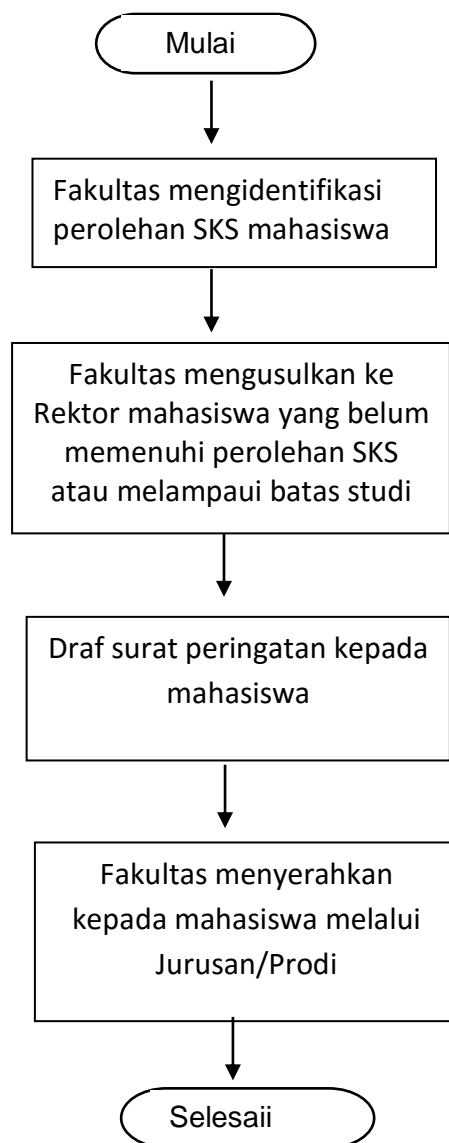 Mulai
Fakultas mengidentifikasi
perolehan SKS mahasiswa
Fakultas mengusulkan ke
Rektor mahasiswa yang belum
memenuhi perolehan SKS
atau melampaui batas studi
Draf surat peringatan kepada
mahasiswa
Fakultas menyerahkan
kepada mahasiswa melalui
Jurusan/Prodi
Selesaii